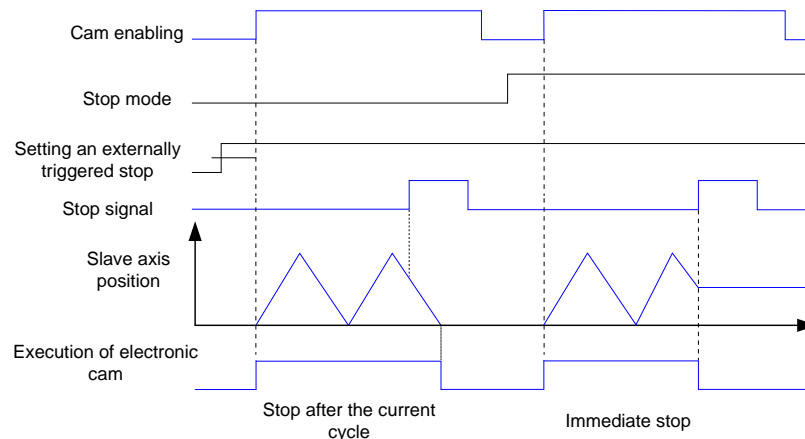 Cam enabling
Stop mode
Setting an externally
triggered stop
Stop signal
Slave axis
position
Execution of electronic
cam
Stop after the current
cycle
Immediate stop